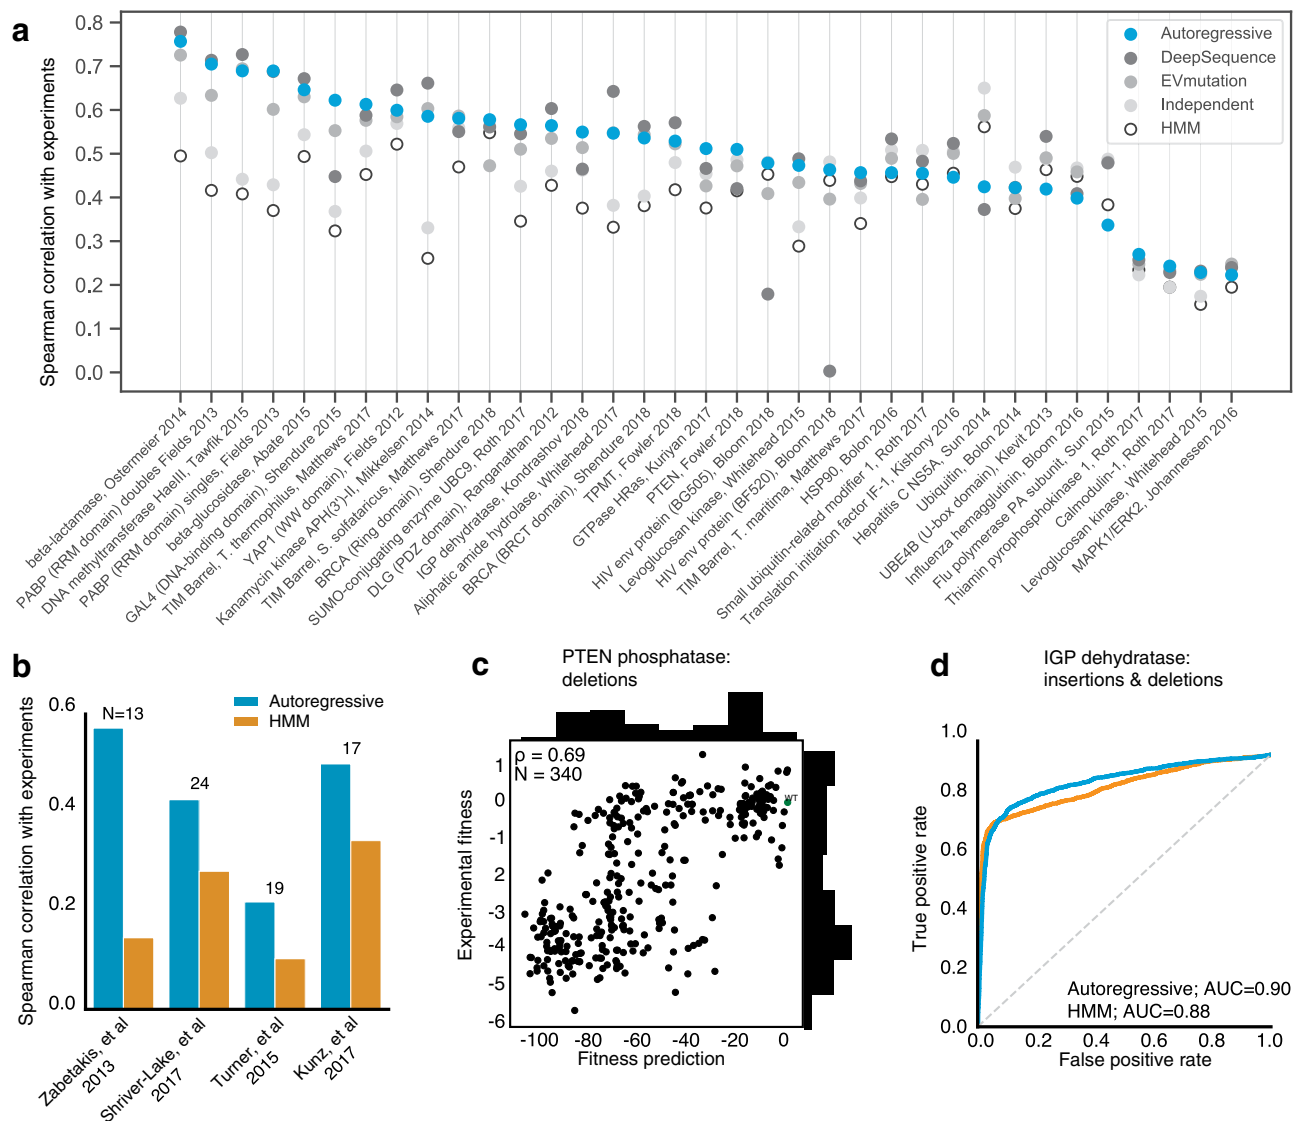 a
Spearman correlation with experiments
0.8
0.7
0.6
0.5
0.4
0.3
0.2
0.1
0.0
Autoregressive
DeepSequence
EVmutation
Independent
HMM
beta-lactamase, Ostermeier 2014
PABP (RRM domain) doubles Fields 2013
DNA methyltransferase HaeIII, Tawfik 2015
PABP (RRM domain) singles, Fields 2013
beta-glucosidase, Abate 2015
GAL4 (DNA-binding domain), Shendure 2015
TIM Barrel, T. thermophilus, Matthews 2017
YAP1 (WW domain), Fields 2012
Kanamycin kinase APH(3')-II, Mikkelsen 2014
TIM Barrel, S. solfataricus, Matthews 2017
BRCA (Ring domain), Shendure 2018
SUMO-conjugating enzyme UBC9, Roth 2017
DLG (PDZ domain), Ranganathan 2012
IGP dehydratase, Kondrashov 2018
Aliphatic amide hydrolase, Whitehead 2017
BRCA (BRCT domain), Shendure 2018
TPMT, Fowler 2018
GTPase HRas, Kuriyan 2017
PTEN, Fowler 2018
HIV env protein (BG505), Bloom 2018
Levoglucosan kinase, Whitehead 2015
HIV env protein (BF520), Bloom 2018
TIM Barrel, T. maritima, Matthews 2017
HSP90, Bolon 2016
Small ubiquitin-related modifier 1, Roth 2017
Translation initiation factor IF-1, Kishony 2016
Hepatitis C NS5A, Sun 2014
Ubiquitin, Bolon 2014
UBE4B (U-box domain), Klevit 2013
Influenza hemagglutinin, Bloom 2016
Flu polymerase PA subunit, Sun 2015
Thiamin pyrophosphokinase 1, Roth 2017
Calmodulin-1, Roth 2017
Levoglucosan kinase, Whitehead 2015
MAPK1/ERK2, Johannessen 2016
b
Spearman correlation with experiments
0.6
0.4
0.2
0.0
Autoregressive
HMM
N=13
24
19
17
Zabetakis, et al
2013
Shriver-Lake, et al
2017
Turner, et al
2015
Kunz, et al
2017
c
PTEN phosphatase:
deletions
ρ = 0.69
N = 340
WT
Experimental fitness
1
0
-1
2
-3
-4
-5
-6
-100 -80 -60 -40 -20 0
Fitness prediction
d
IGP dehydratase:
insertions & deletions
True positive rate
1.0
0.8
0.6
0.4
0.2
0.0
Autoregressive; AUC=0.90
HMM; AUC=0.88
0.0 0.2 0.4 0.6 0.8 1.0
False positive rate